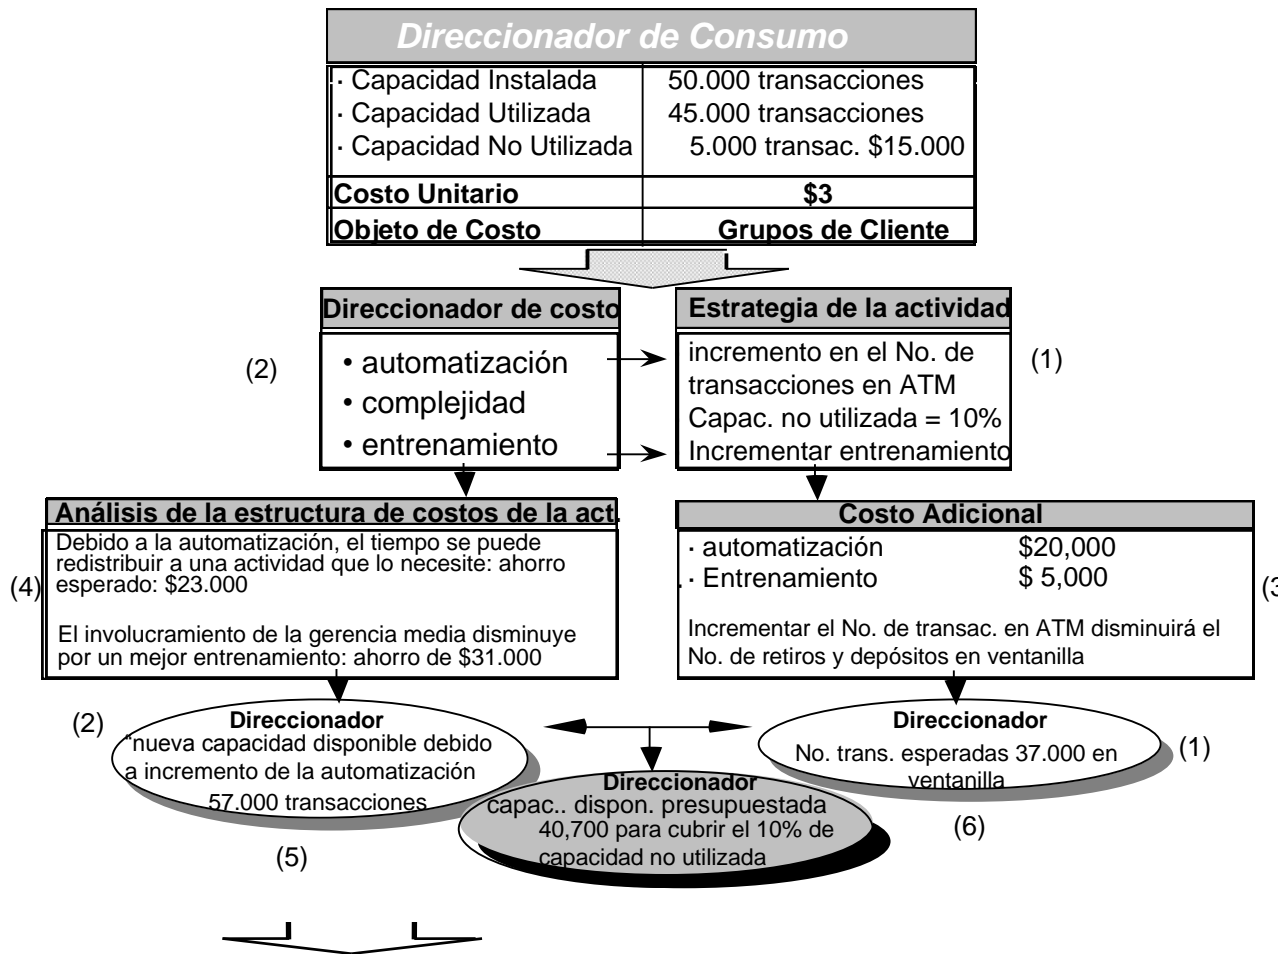 Direccionador de Consumo
· Capacidad Instalada 50.000 transacciones
· Capacidad Utilizada 45.000 transacciones
· Capacidad No Utilizada 5.000 transac. $15.000
Costo Unitario $3
Objeto de Costo Grupos de Cliente
Direccionador de costo
(2)
• automatización
• complejidad
• entrenamiento
Estrategia de la actividad
incremento en el No. de
transacciones en ATM
Capac. no utilizada = 10%
Incrementar entrenamiento
(1)
Análisis de la estructura de costos de la act.
Debido a la automatización, el tiempo se puede
redistribuir a una actividad que lo necesite: ahorro
esperado: $23.000
(4)
El involucramiento de la gerencia media disminuye
por un mejor entrenamiento: ahorro de $31.000
Costo Adicional
· automatización $20,000
. · Entrenamiento $ 5,000
(3
Incrementar el No. de transac. en ATM disminuirá el
No. de retiros y depósitos en ventanilla
(2)
Direccionador
"nueva capacidad disponible debido
a incremento de la automatización
57.000 transacciones
(5)
Direccionador
capac.. dispon. presupuestada
40,700 para cubrir el 10% de
capacidad no utilizada
Direccionador
No. trans. esperadas 37.000 en
ventanilla
(1)
(6)